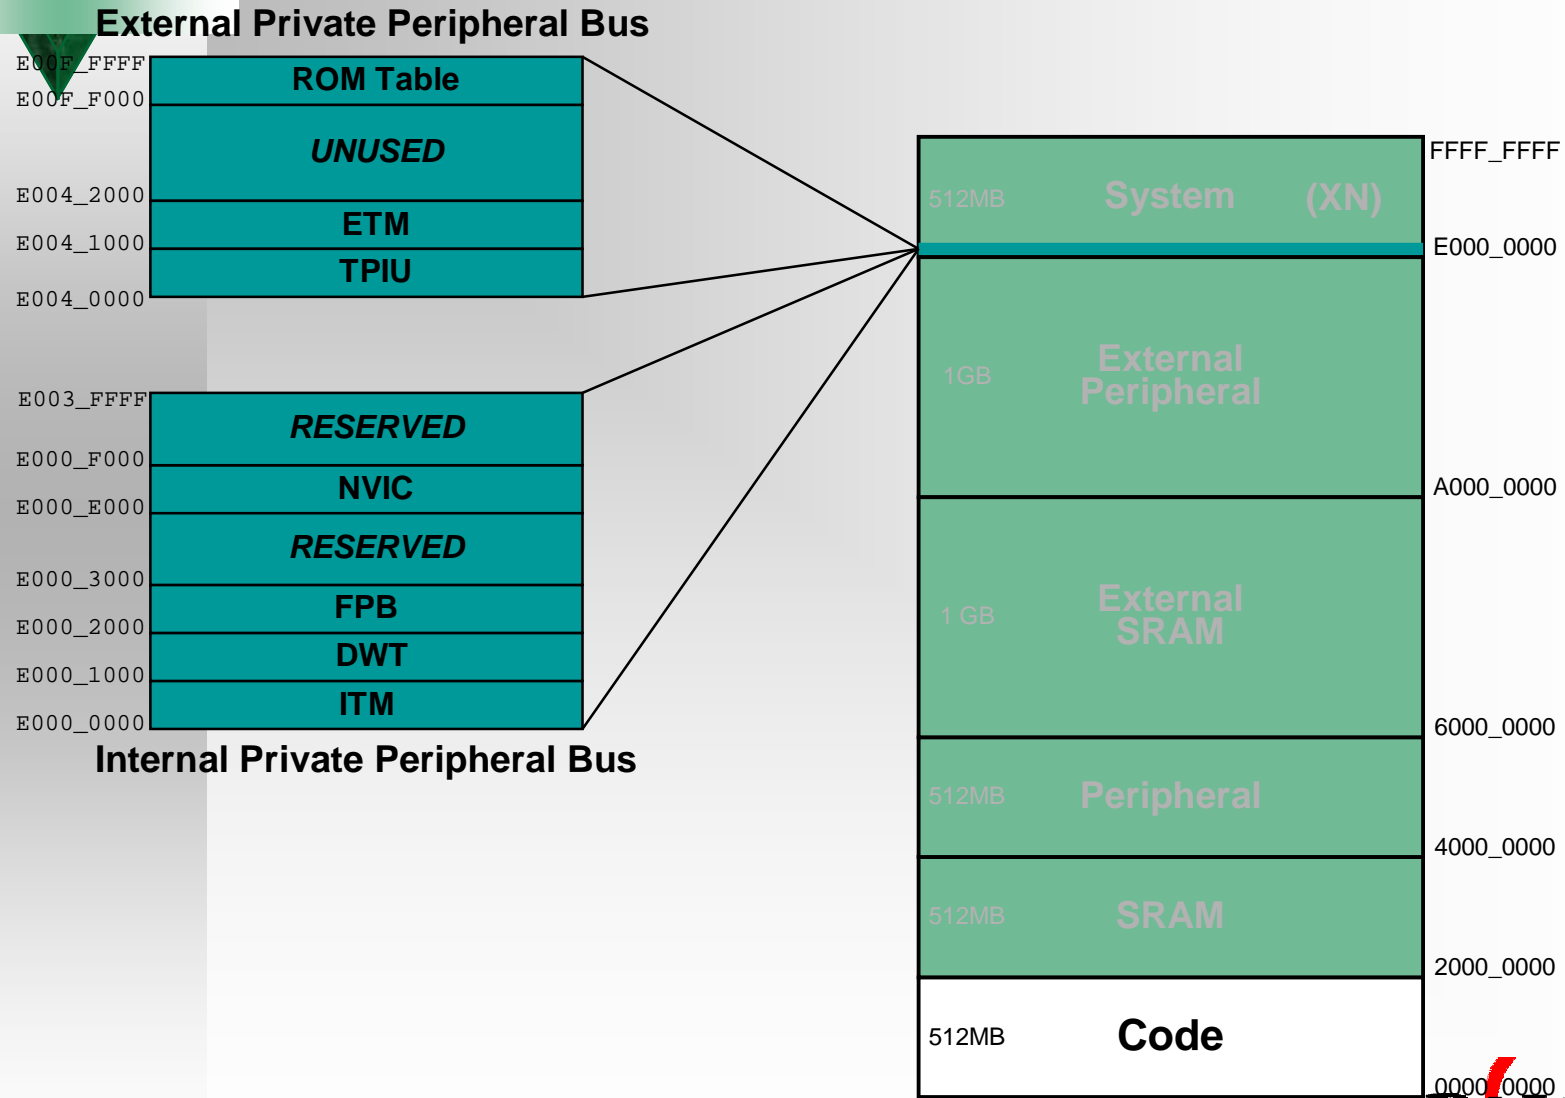 External Private Peripheral Bus
E00F_FFFF
ROM Table
E00F_F000
UNUSED
E004_2000
ETM
E004_1000
TPIU
E004_0000
E003_FFFF
RESERVED
E000_F000
NVIC
E000_E000
RESERVED
E000_3000
FPB
E000_2000
DWT
E000_1000
ITM
E000_0000
Internal Private Peripheral Bus
FFFF_FFFF
512MB System (XN)
E000_0000
1GB External
Peripheral
A000_0000
1 GB External
SRAM
6000_0000
512MB Peripheral
4000_0000
512MB SRAM
2000_0000
512MB Code
0000_0000